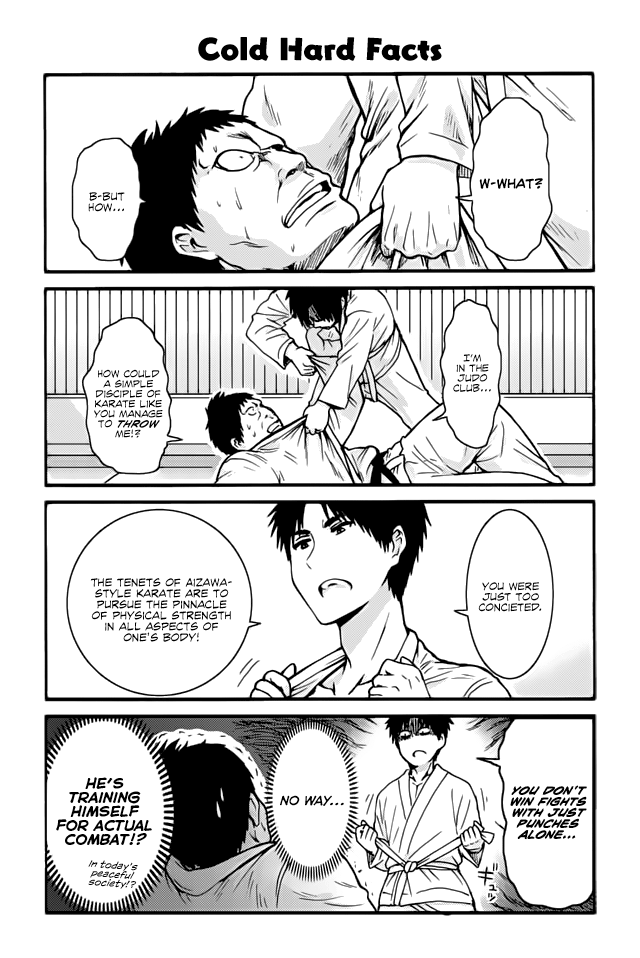 Cold Hard Facts
W-WHAT?
B-BUT
HOW...
I'M
IN THE
JUDO
CLUB...
HOW COULD
A SIMPLE
DISCIPLE OF
KARATE LIKE
YOU MANAGE
TO THROW
ME!?
YOU WERE
JUST TOO
CONCIETED.
THE TENETS OF AIZAWA-
STYLE KARATE ARE TO
PURSUE THE PINNACLE
OF PHYSICAL STRENGTH
IN ALL ASPECTS OF
ONE'S BODY!
YOU DON'T
WIN FIGHTS
WITH JUST
PUNCHES
ALONE...
ギュッ
NO WAY...
HE'S
TRAINING
HIMSELF
FOR ACTUAL
COMBAT!?
In today's
peaceful
society!?